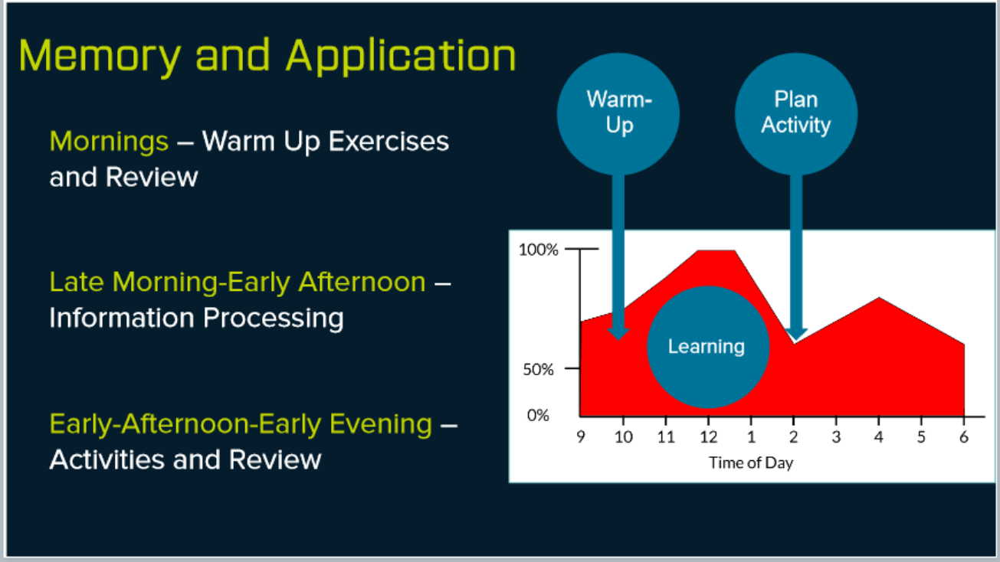 Memory and Application
Mornings – Warm Up Exercises
and Review
Late Morning-Early Afternoon –
Information Processing
Early-Afternoon-Early Evening –
Activities and Review
Warm-
Up
Plan
Activity
Learning
100%
50%
0%
9 10 11 12 1 2 3 4 5 6
Time of Day